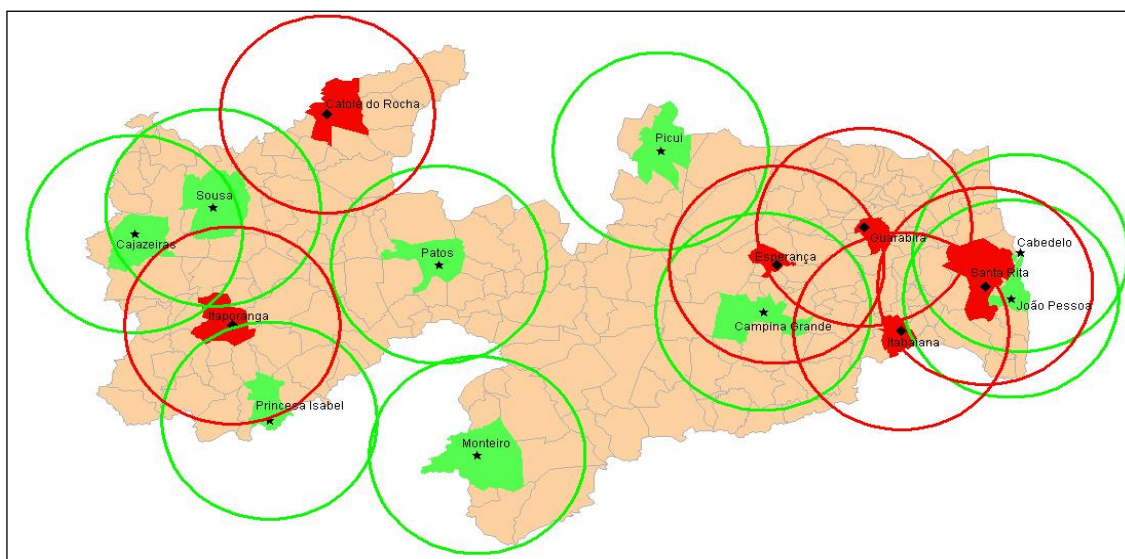 Catolé do Rocha
Picuí
Sousa
Cajazeiras
Guarabira
Cabedelo
Patos
Esperança
Santa Rita
João Pessoa
Itaporanga
Campina Grande
Itabaiana
Princesa Isabel
Monteiro